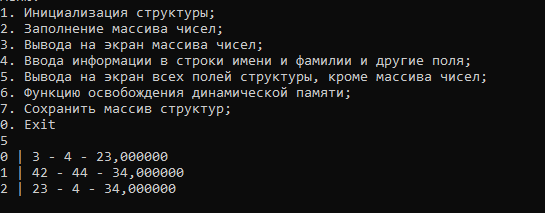 1. Инициализация структуры;
2. Заполнение массива чисел;
3. Вывода на экран массива чисел;
4. Ввода информации в строки имени и фамилии и другие поля;
5. Вывода на экран всех полей структуры, кроме массива чисел;
6. Функцию освобождения динамической памяти;
7. Сохранить массив структур;
0. Exit
5
0 | 3 - 4 - 23,000000
1 | 42 - 44 - 34,000000
2 | 23 - 4 - 34,000000